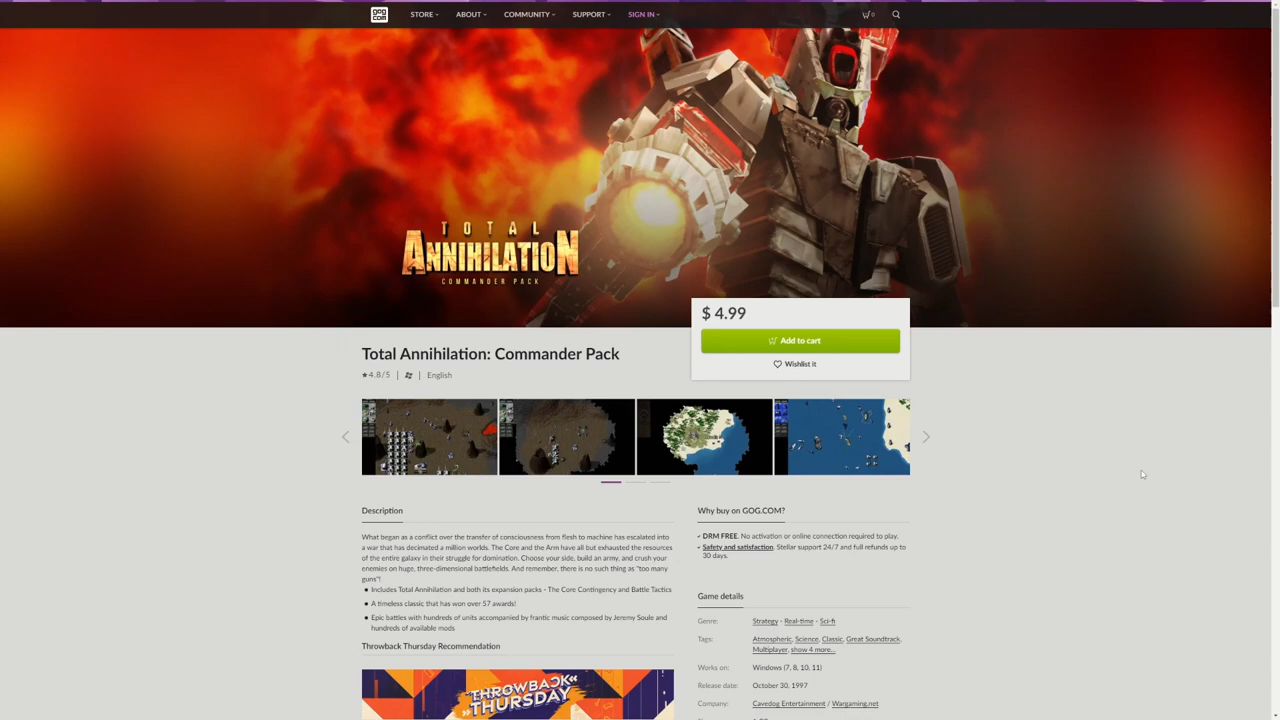 gog
com
STORE
ABOUT
COMMUNITY
SUPPORT
SIGN IN
0
TOTAL
ANNIHILATION
COMMANDER PACK
$ 4.99
Add to cart
Wishlist it
Total Annihilation: Commander Pack
4.8/5
English
Description
What began as a conflict over the transfer of consciousness from flesh to machine has escalated into
a war that has decimated a million worlds. The Core and the Arm have all but exhausted the resources
of the entire galaxy in their struggle for domination. Choose your side, build an army, and crush your
enemies on huge, three-dimensional battlefields. And remember, there is no such thing as "too many
guns"!
Includes Total Annihilation and both its expansion packs - The Core Contingency and Battle Tactics
A timeless classic that has won over 57 awards!
Epic battles with hundreds of units accompanied by frantic music composed by Jeremy Soule and
hundreds of available mods
Throwback Thursday Recommendation
THROWBACK
THURSDAY
Why buy on GOG.COM?
DRM FREE. No activation or online connection required to play.
Safety and satisfaction. Stellar support 24/7 and full refunds up to
30 days.
Game details
Genre: Strategy - Real-time - Sci-fi
Tags: Atmospheric, Science, Classic, Great Soundtrack,
Multiplayer, show 4 more...
Works on: Windows (7, 8, 10, 11)
Release date: October 30, 1997
Company: Cavedog Entertainment / Wargaming.net